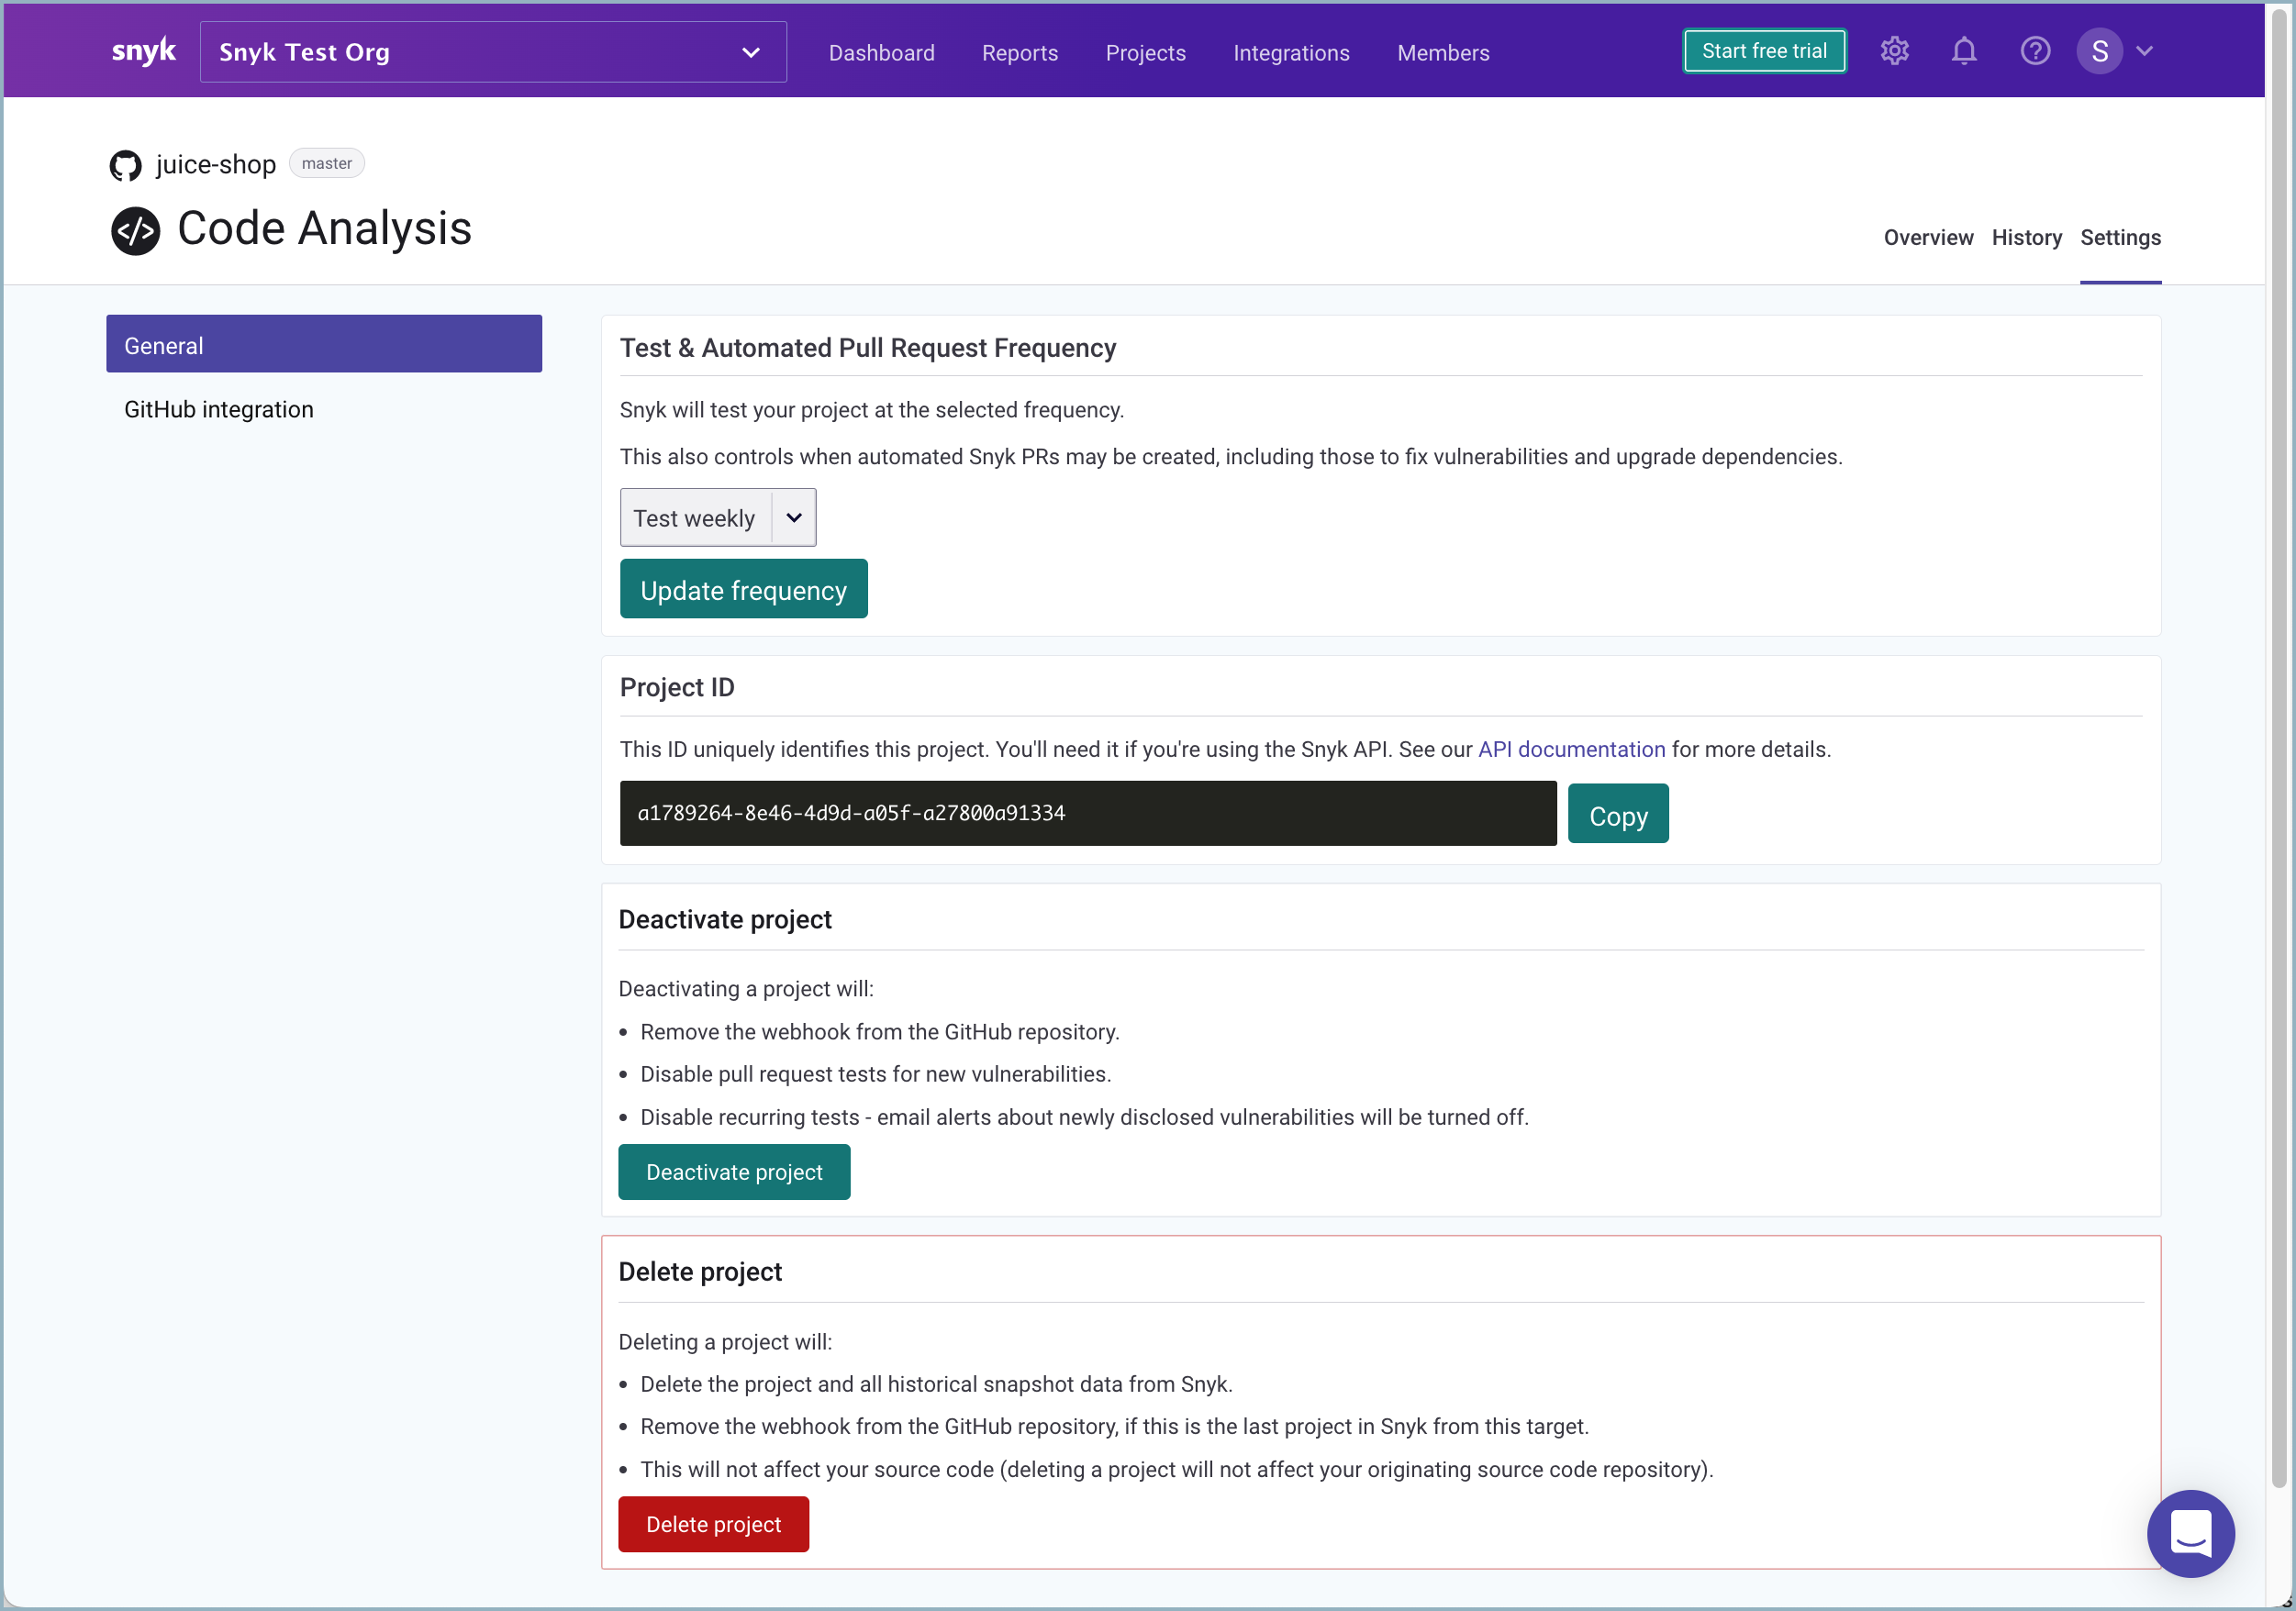 snyk
Snyk Test Org
Dashboard
Reports
Projects
Integrations
Members
Start free trial
S
juice-shop
master
Code Analysis
Overview
History
Settings
General
GitHub integration
Test & Automated Pull Request Frequency
Snyk will test your project at the selected frequency.
This also controls when automated Snyk PRs may be created, including those to fix vulnerabilities and upgrade dependencies.
Test weekly
Update frequency
Project ID
This ID uniquely identifies this project. You'll need it if you're using the Snyk API. See our API documentation for more details.
a1789264-8e46-4d9d-a05f-a27800a91334
Copy
Deactivate project
Deactivating a project will:
• Remove the webhook from the GitHub repository.
• Disable pull request tests for new vulnerabilities.
• Disable recurring tests - email alerts about newly disclosed vulnerabilities will be turned off.
Deactivate project
Delete project
Deleting a project will:
• Delete the project and all historical snapshot data from Snyk.
• Remove the webhook from the GitHub repository, if this is the last project in Snyk from this target.
• This will not affect your source code (deleting a project will not affect your originating source code repository).
Delete project